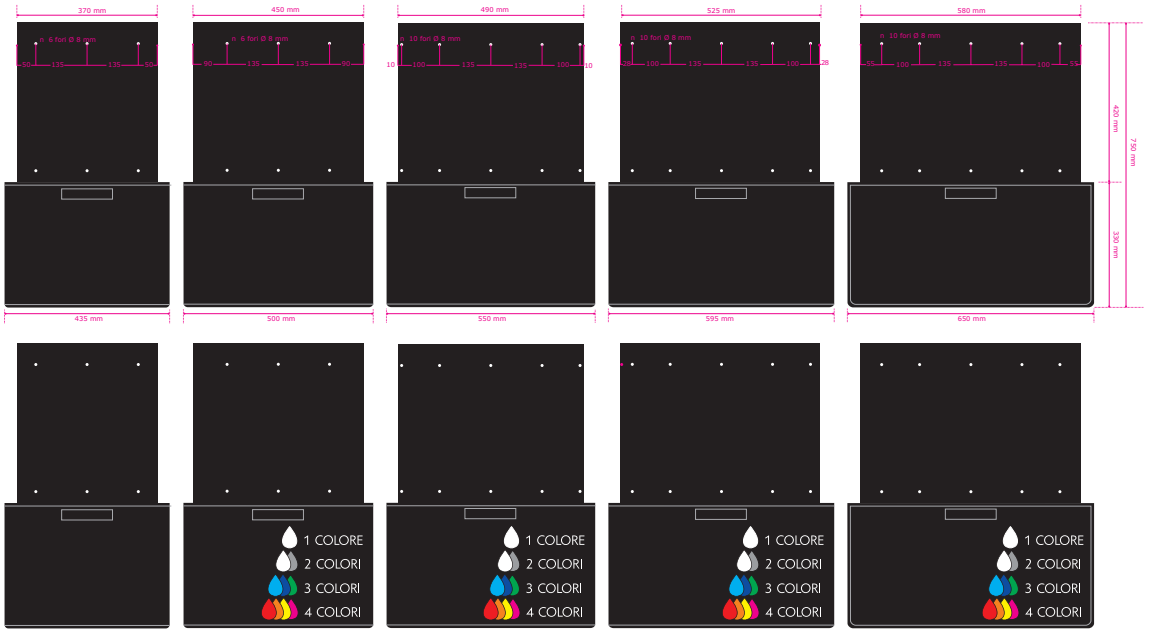 370 mm
450 mm
490 mm
525 mm
580 mm
n 6 fori Ø 8 mm
n 6 fori Ø 8 mm
n 10 fori Ø 8 mm
n 10 fori Ø 8 mm
n 10 fori Ø 8 mm
50 135 135 50
90 135 135 90
10 100 135 135 100 10
28 100 135 135 100 28
55 100 135 135 100 55
420 mm
750 mm
330 mm
435 mm
500 mm
550 mm
595 mm
650 mm
1 COLORE
2 COLORI
3 COLORI
4 COLORI
1 COLORE
2 COLORI
3 COLORI
4 COLORI
1 COLORE
2 COLORI
3 COLORI
4 COLORI
1 COLORE
2 COLORI
3 COLORI
4 COLORI